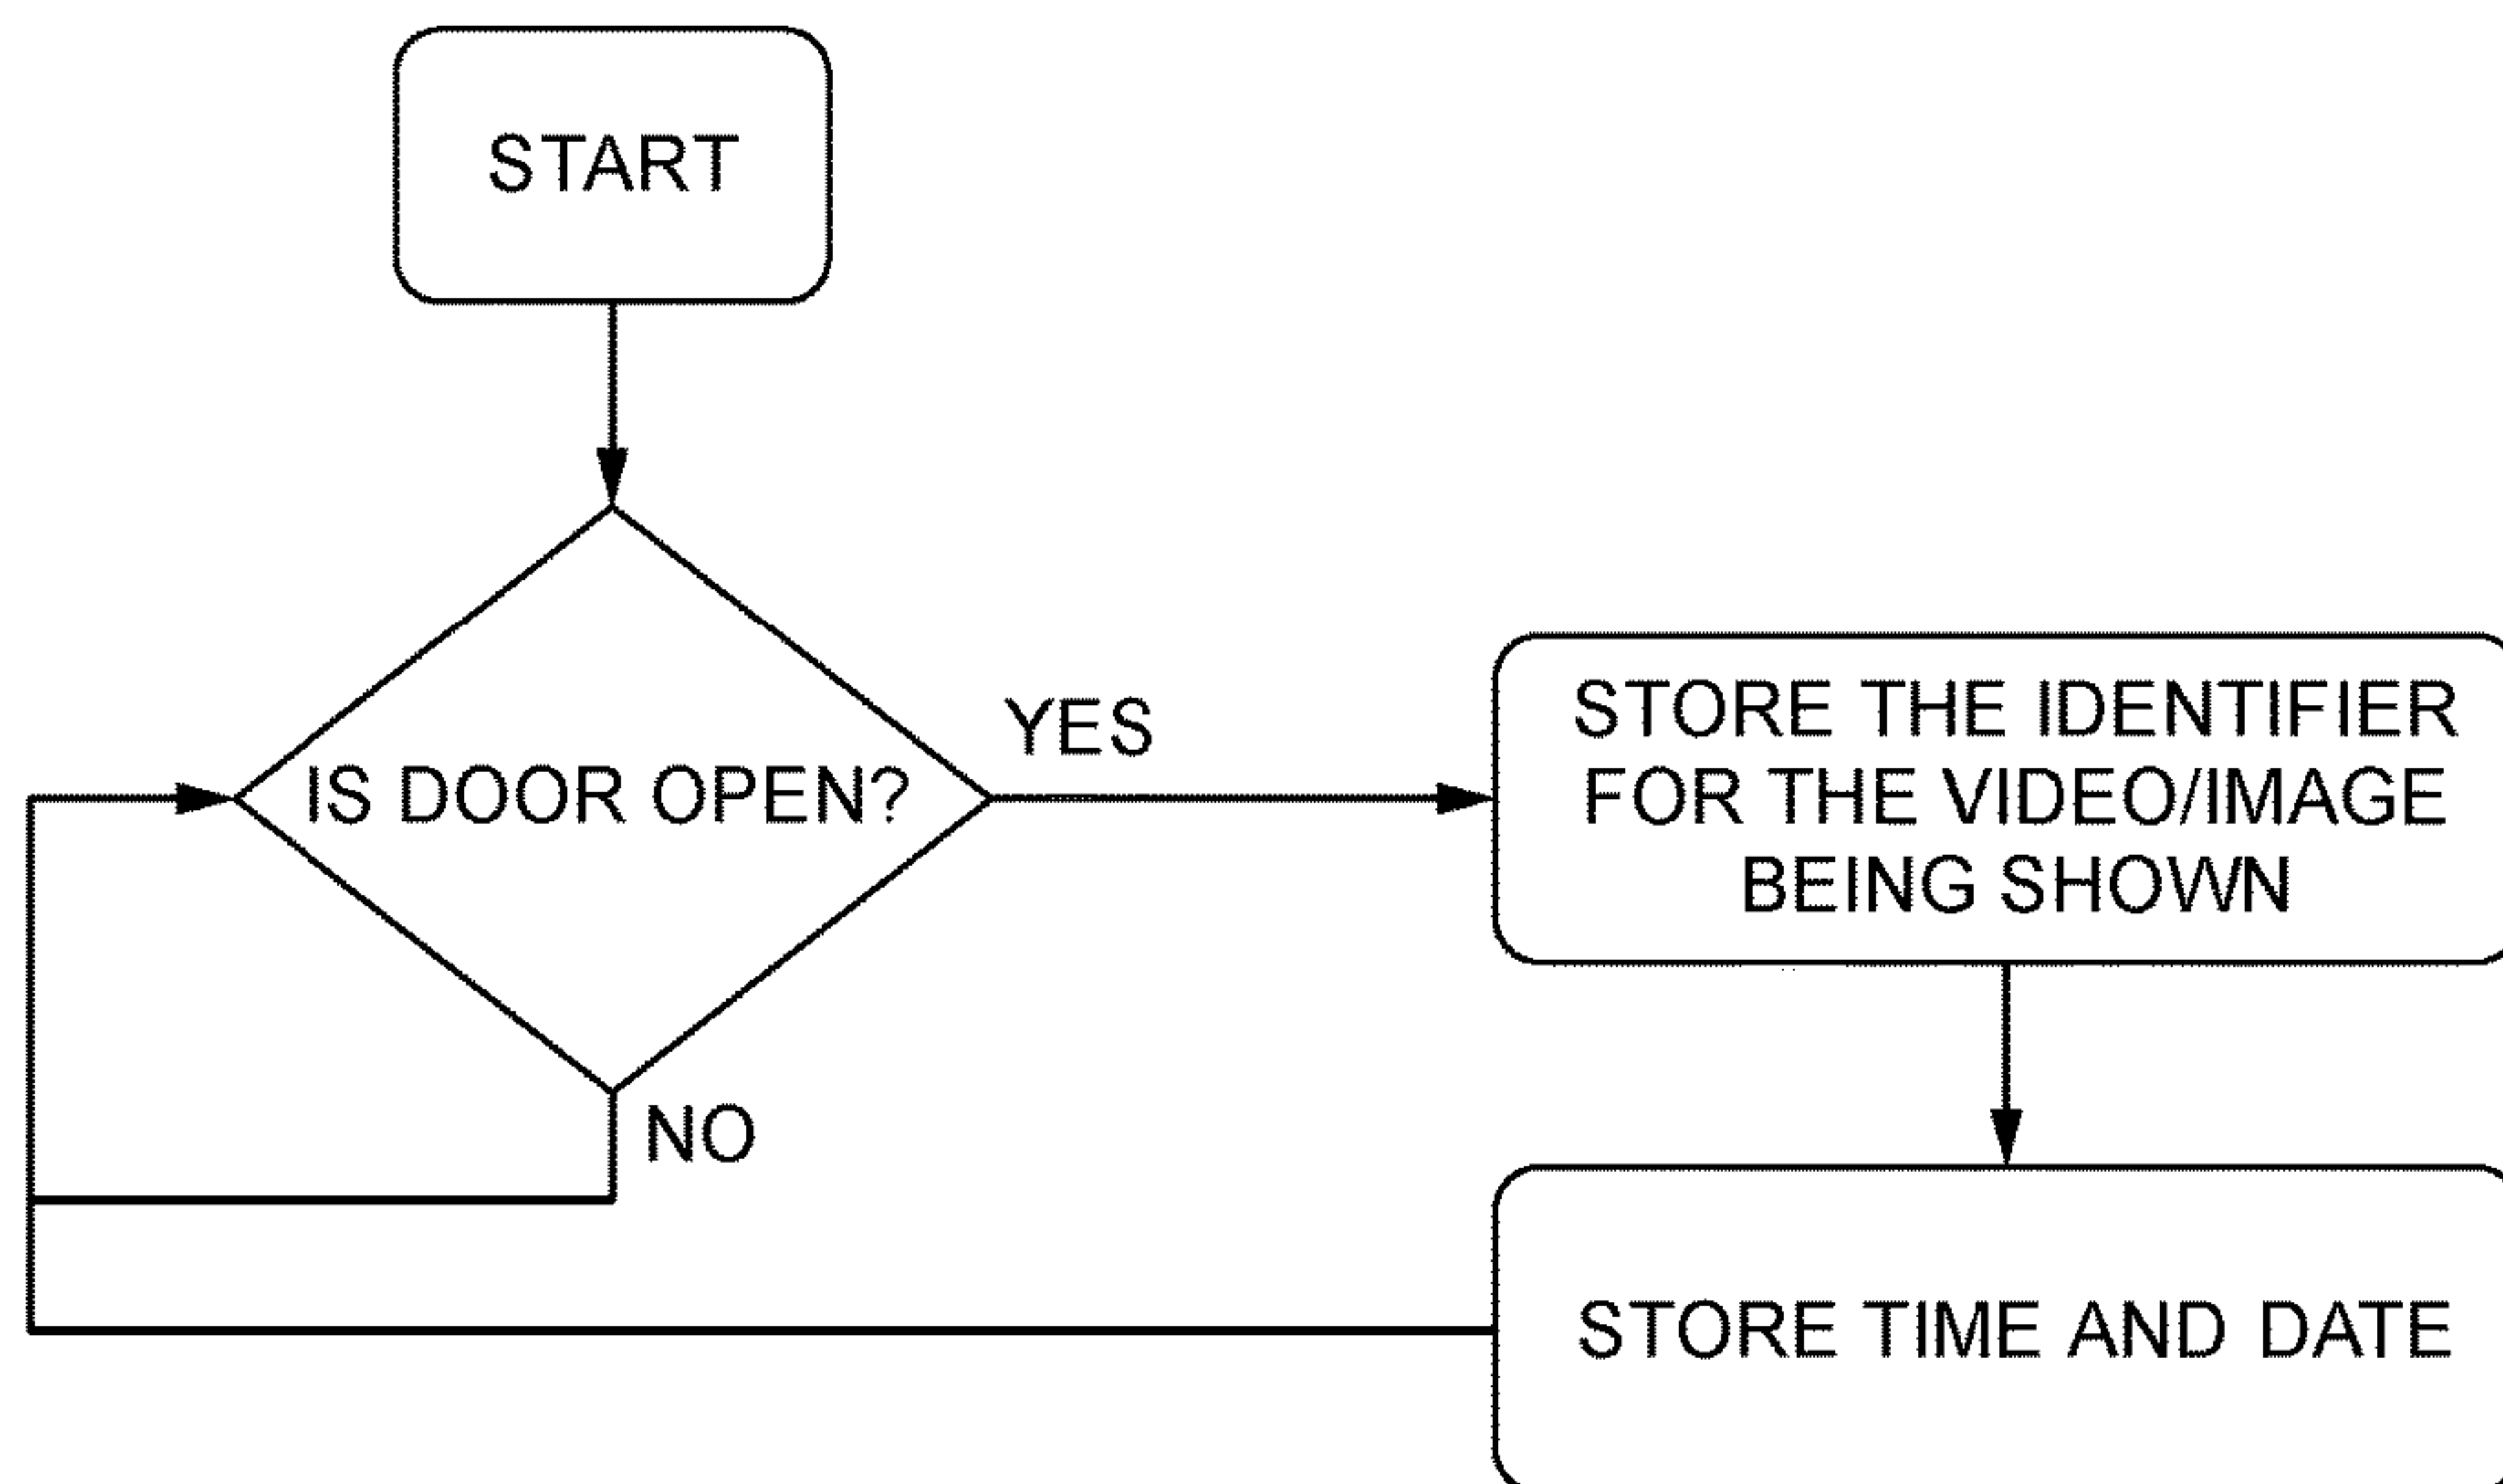 START
IS DOOR OPEN?
YES
STORE THE IDENTIFIER
FOR THE VIDEO/IMAGE
BEING SHOWN
NO
STORE TIME AND DATE